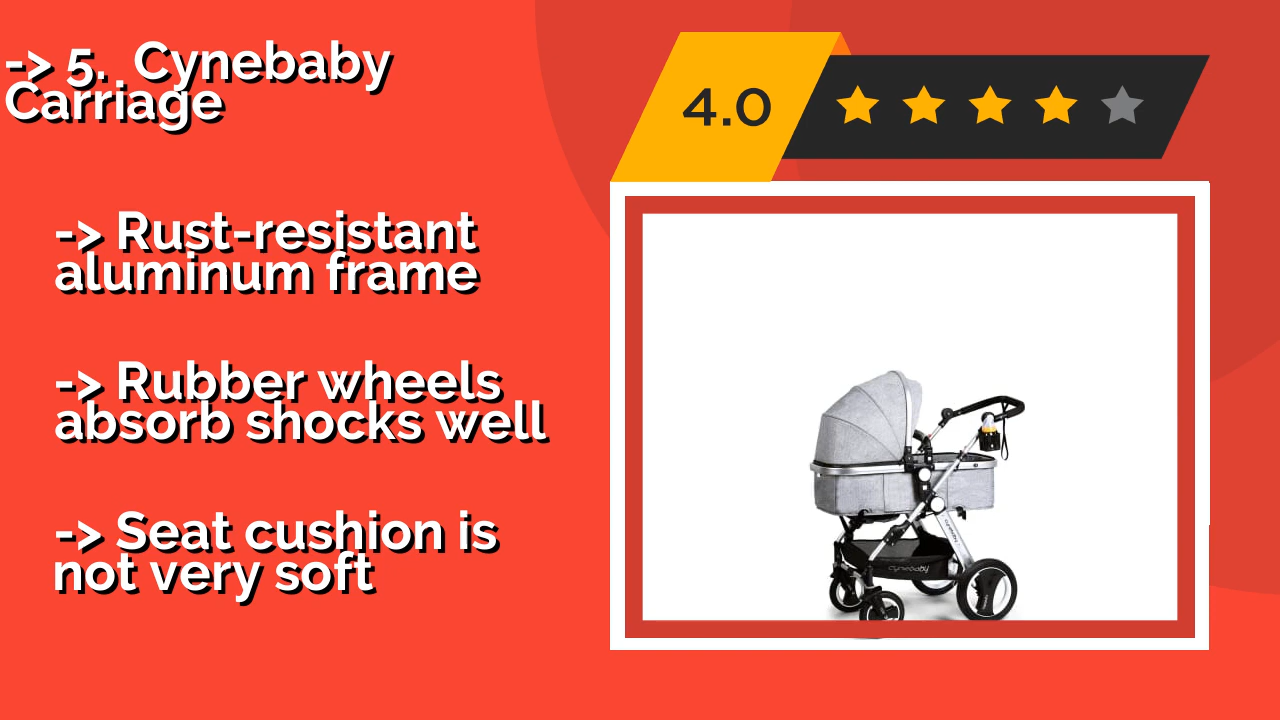 -> 5.  Cynebaby
Carriage
4.0
-> Rust-resistant
aluminum frame
-> Rubber wheels
absorb shocks well
-> Seat cushion is
not very soft
cynebaby